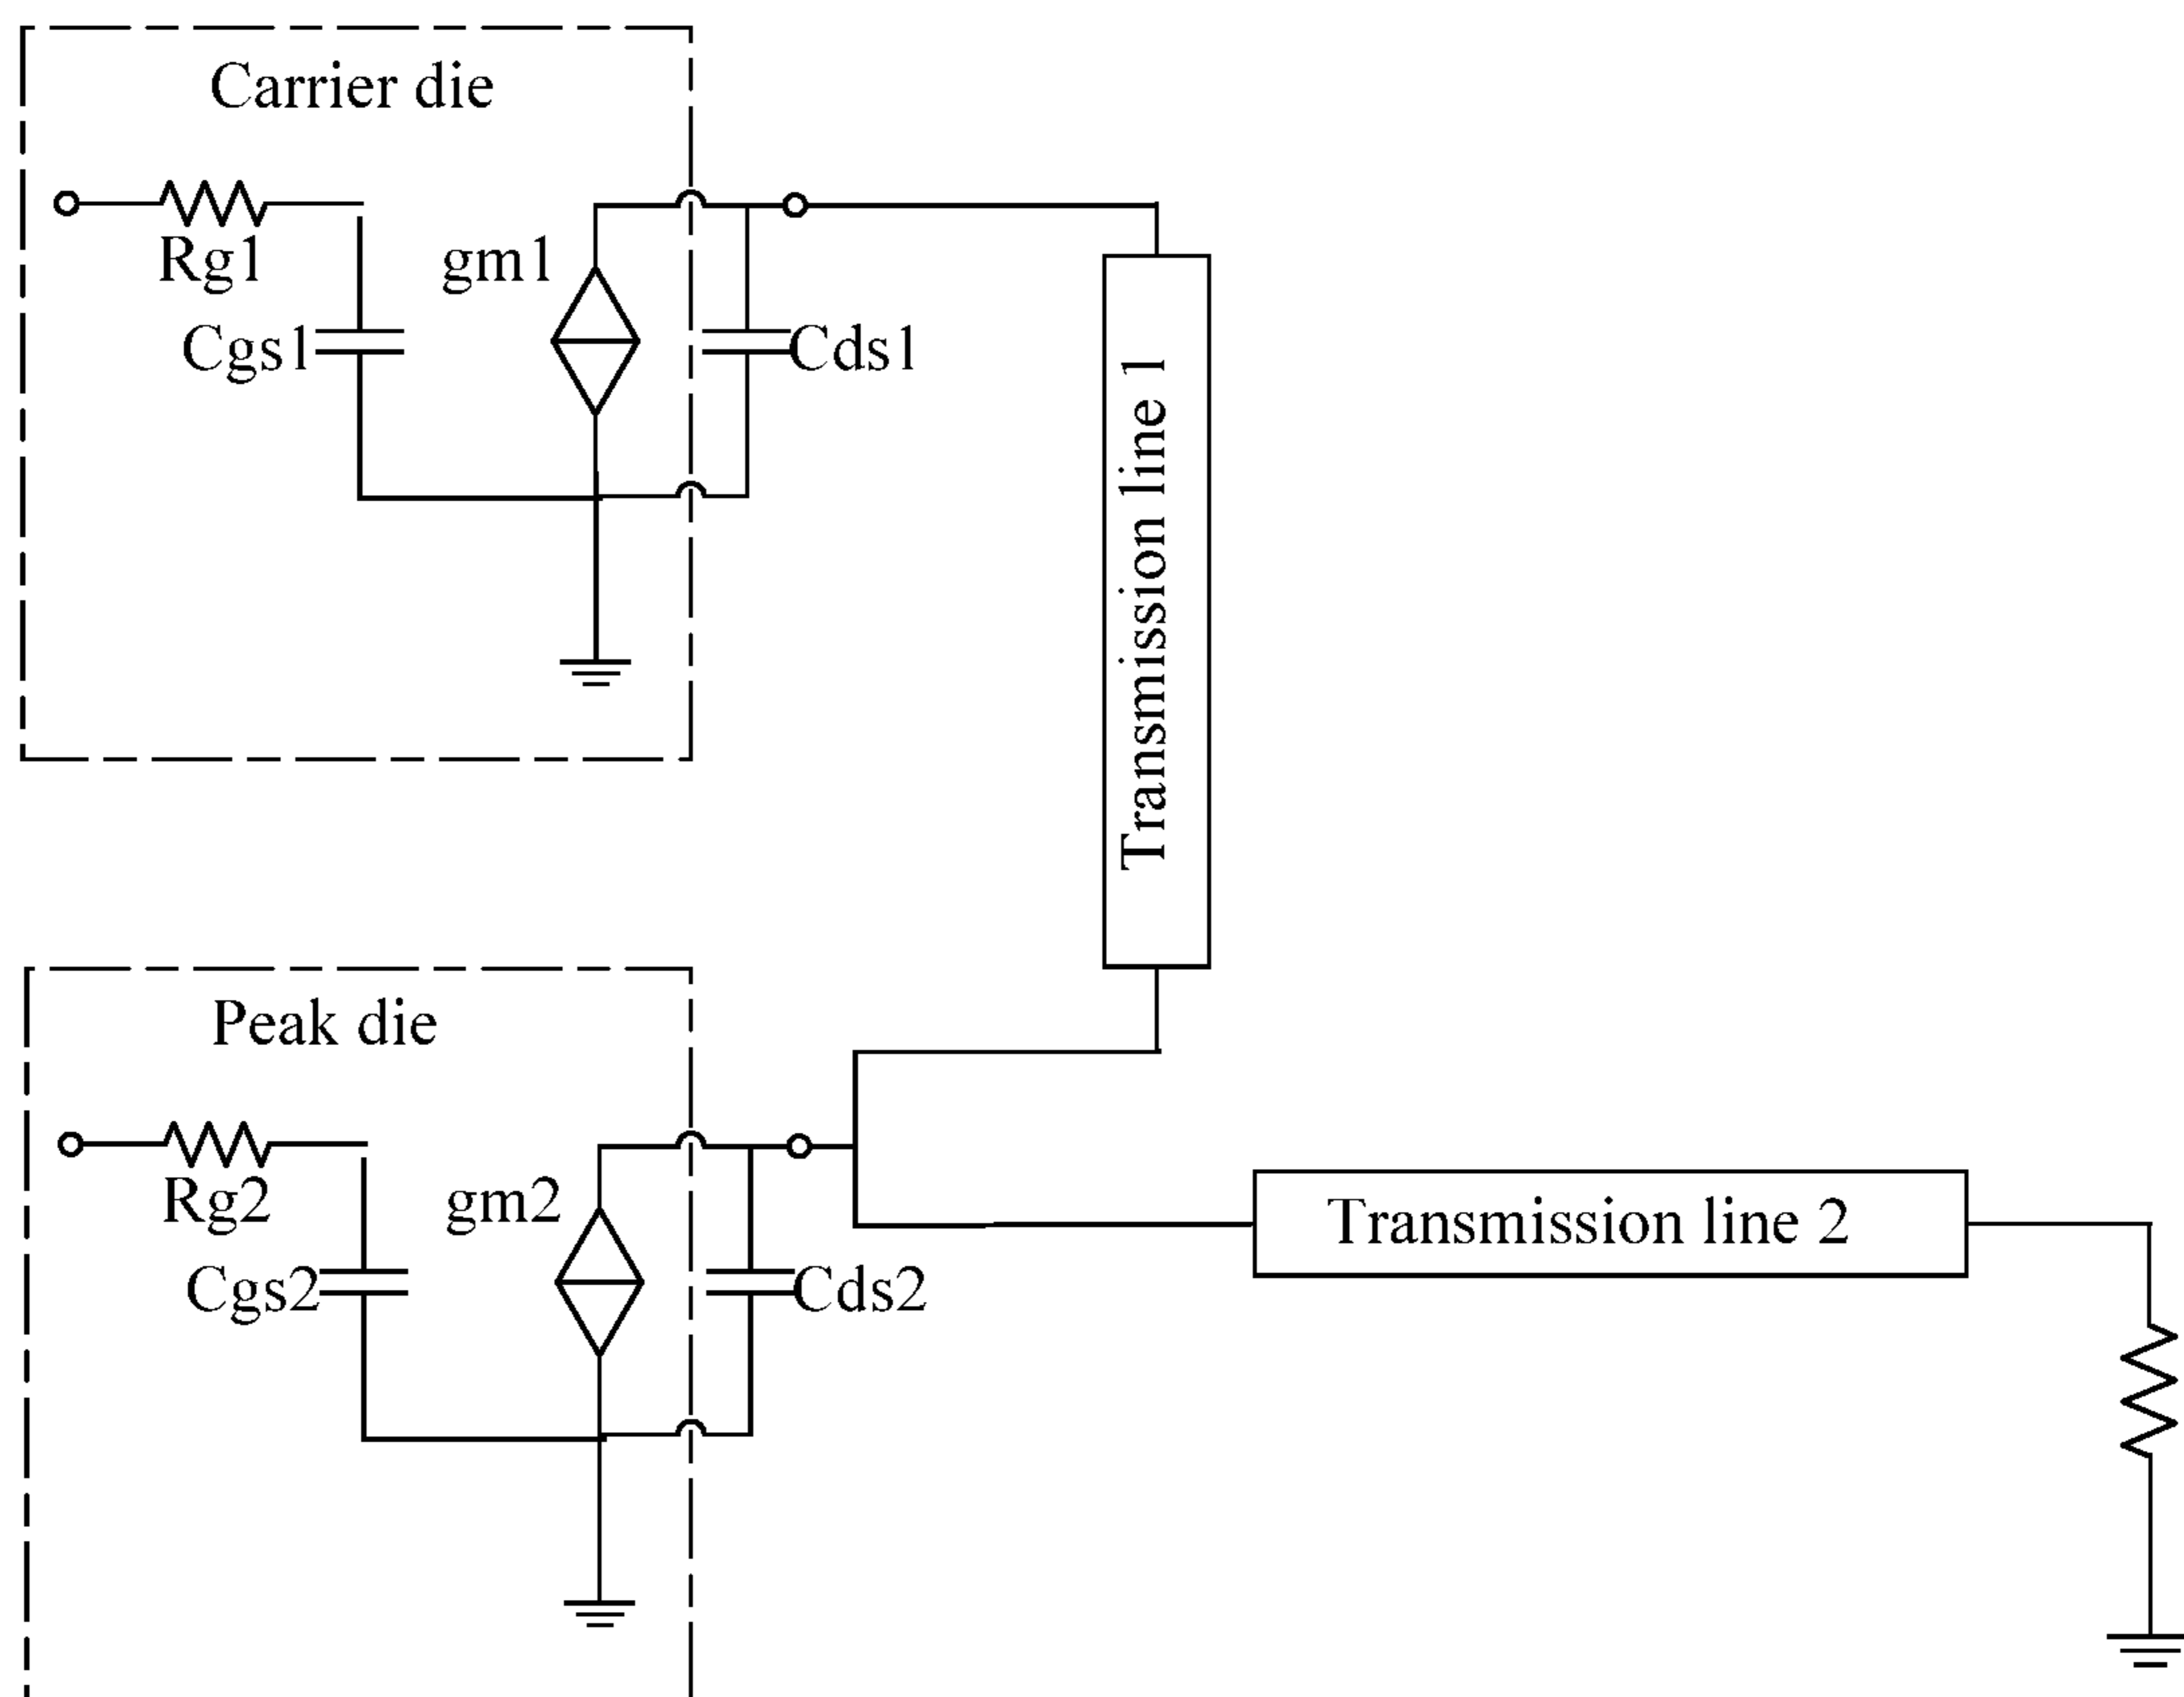 Carrier die
Rg1
gm1
Cgs1
Cds1
Transmission line 1
Peak die
Rg2
gm2
Cgs2
Cds2
Transmission line 2